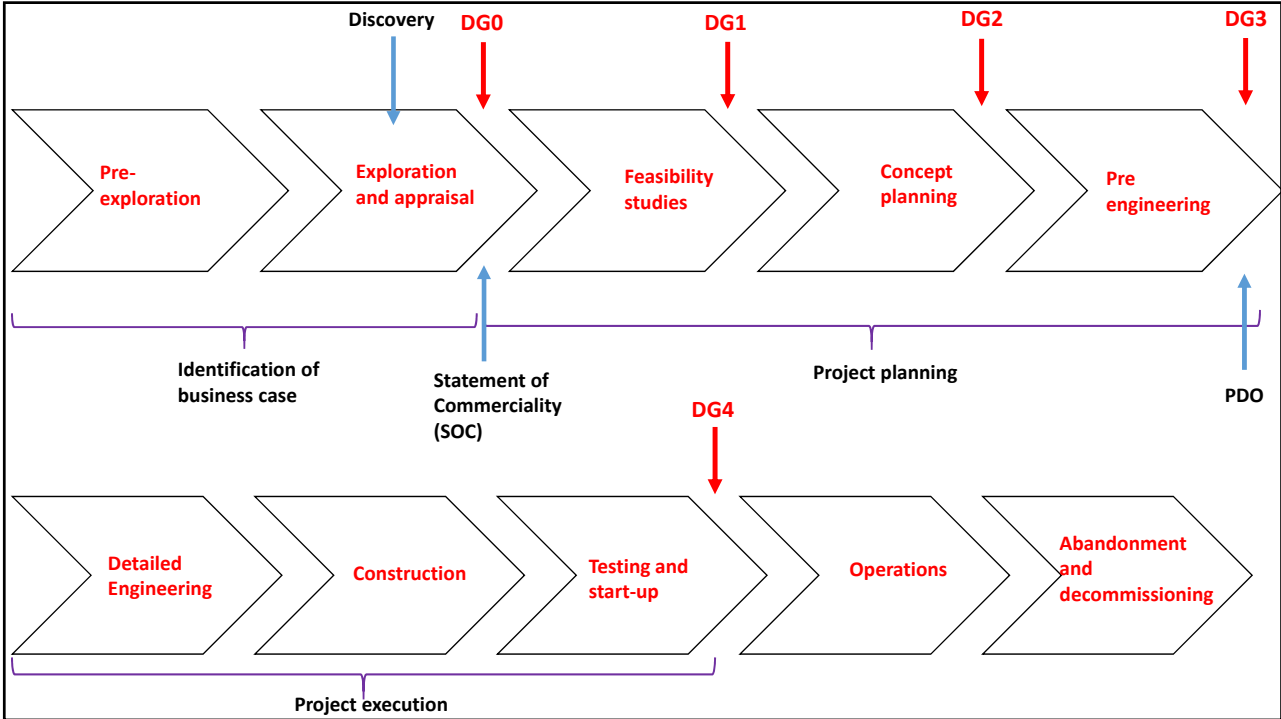 Discovery
DG0
DG1
DG2
DG3
Pre-
exploration
Exploration
and appraisal
Feasibility
studies
Concept
planning
Pre
engineering
Identification of
business case
Statement of
Commerciality
(SOC)
Project planning
PDO
DG4
Detailed
Engineering
Construction
Testing and
start-up
Operations
Abandonment
and
decommissioning
Project execution